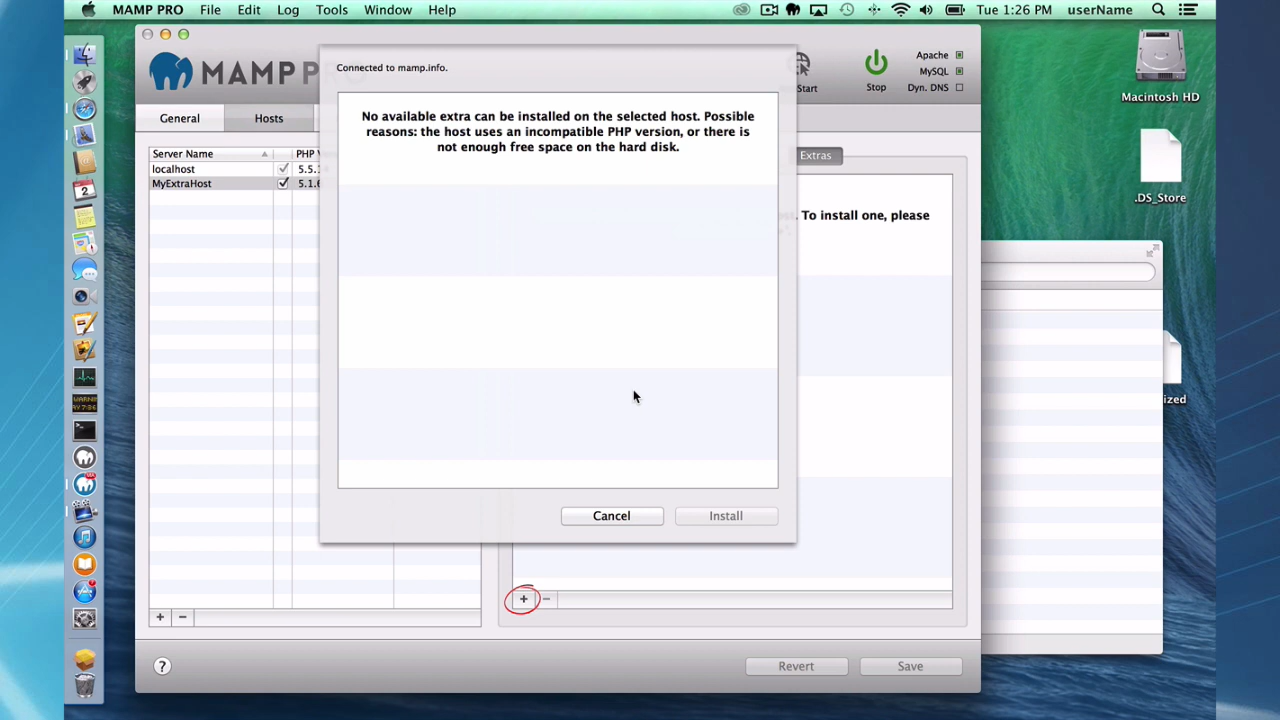 MAMP PRO File Edit Log Tools Window Help Tue 1:26 PM userName
Macintosh HD
.DS_Store
MAMP P
Start
Stop
Apache
MySQL
Dyn. DNS
General
Hosts
Extras
Server Name
PHP V
localhost
5.5.1
MyExtraHost
5.1.6
Connected to mamp.info.
No available extra can be installed on the selected host. Possible
reasons: the host uses an incompatible PHP version, or there is
not enough free space on the hard disk.
. To install one, please
Cancel
Install
+ −
+ −
?
Revert
Save
ized
2